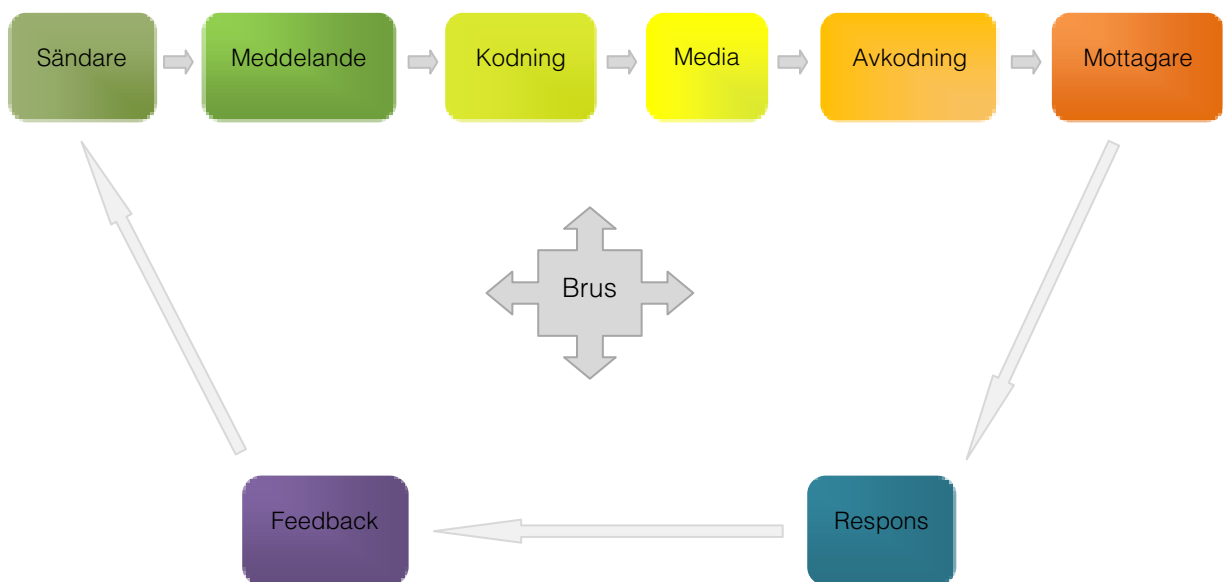 Sändare
Meddelande
Kodning
Media
Avkodning
Mottagare
Brus
Feedback
Respons